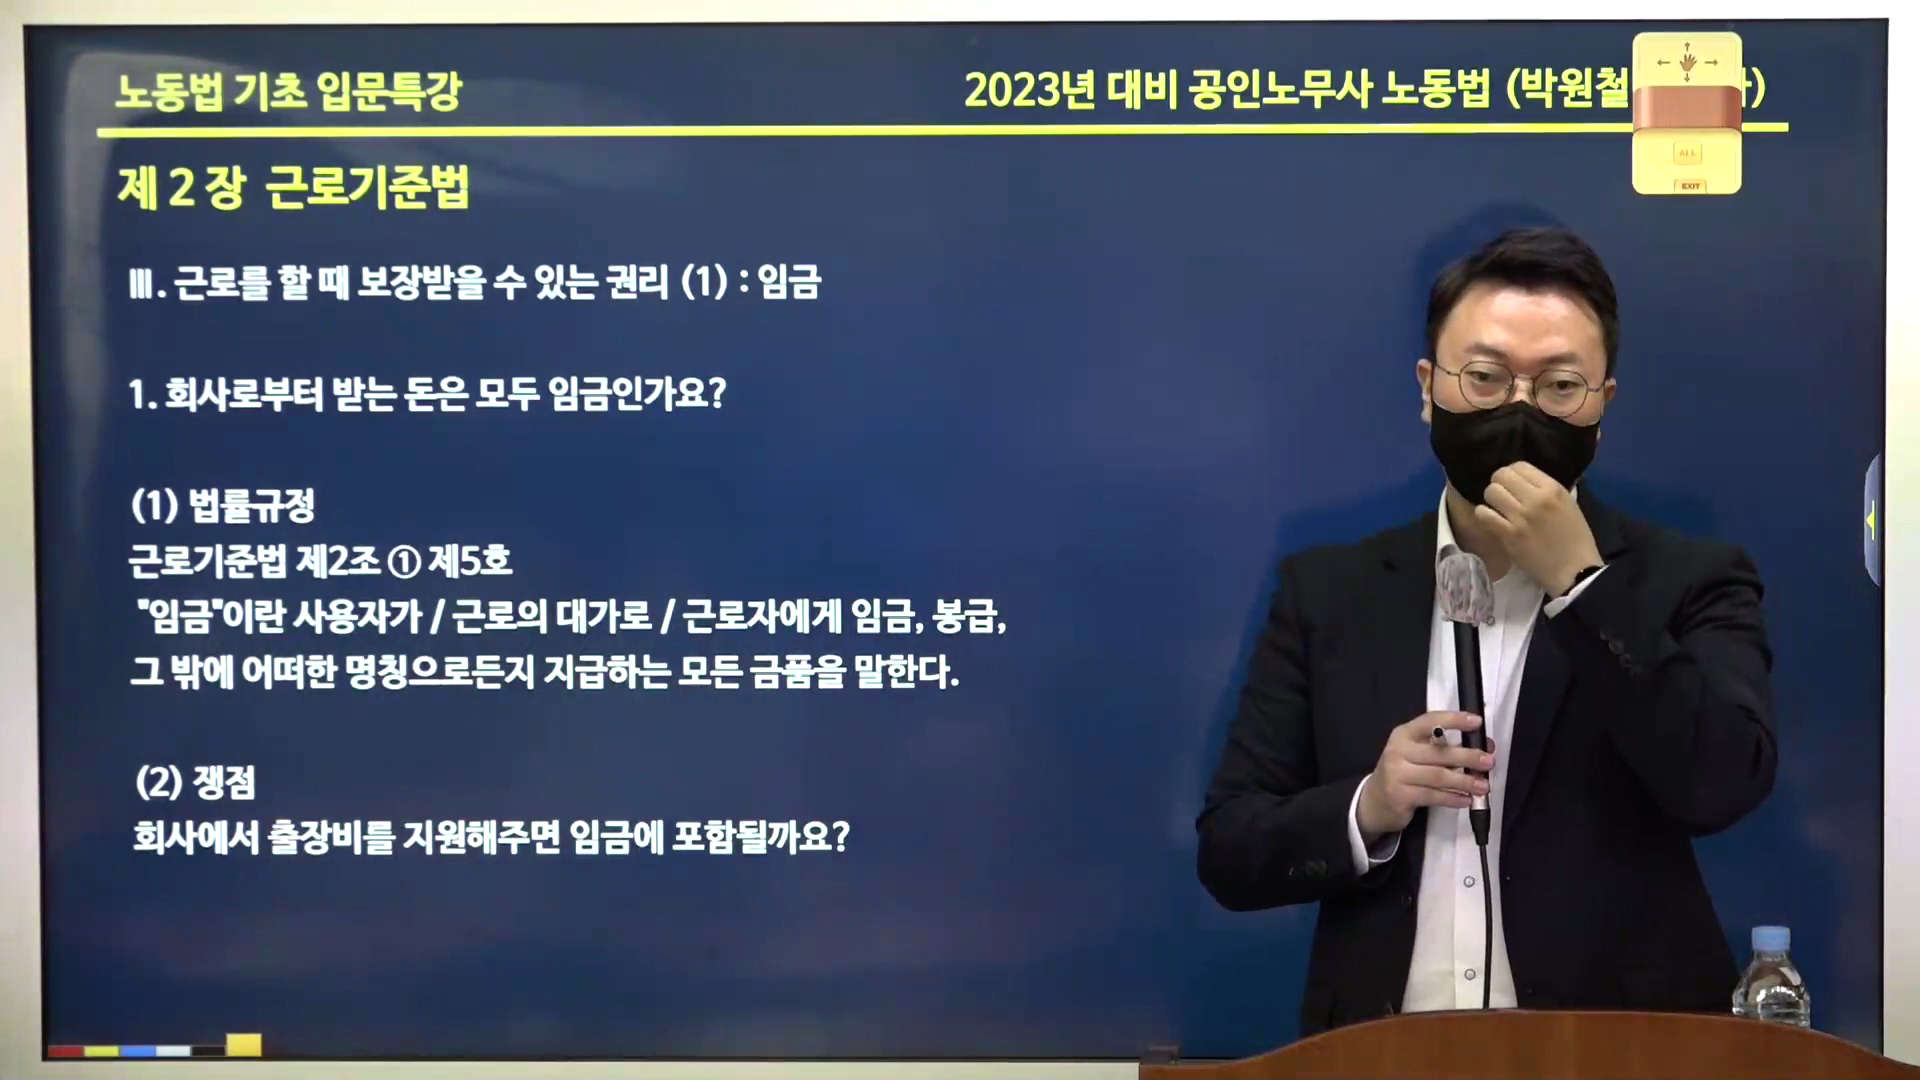 노동법 기초 입문특강
2023년 대비 공인노무사 노동법 (박원철
ALL
EXIT
제 2 장 근로기준법
Ⅲ. 근로를 할 때 보장받을 수 있는 권리 (1) : 임금
1. 회사로부터 받는 돈은 모두 임금인가요?
(1) 법률규정
근로기준법 제2조 ① 제5호
"임금"이란 사용자가 / 근로의 대가로 / 근로자에게 임금, 봉급,
그 밖에 어떠한 명칭으로든지 지급하는 모든 금품을 말한다.
(2) 쟁점
회사에서 출장비를 지원해주면 임금에 포함될까요?